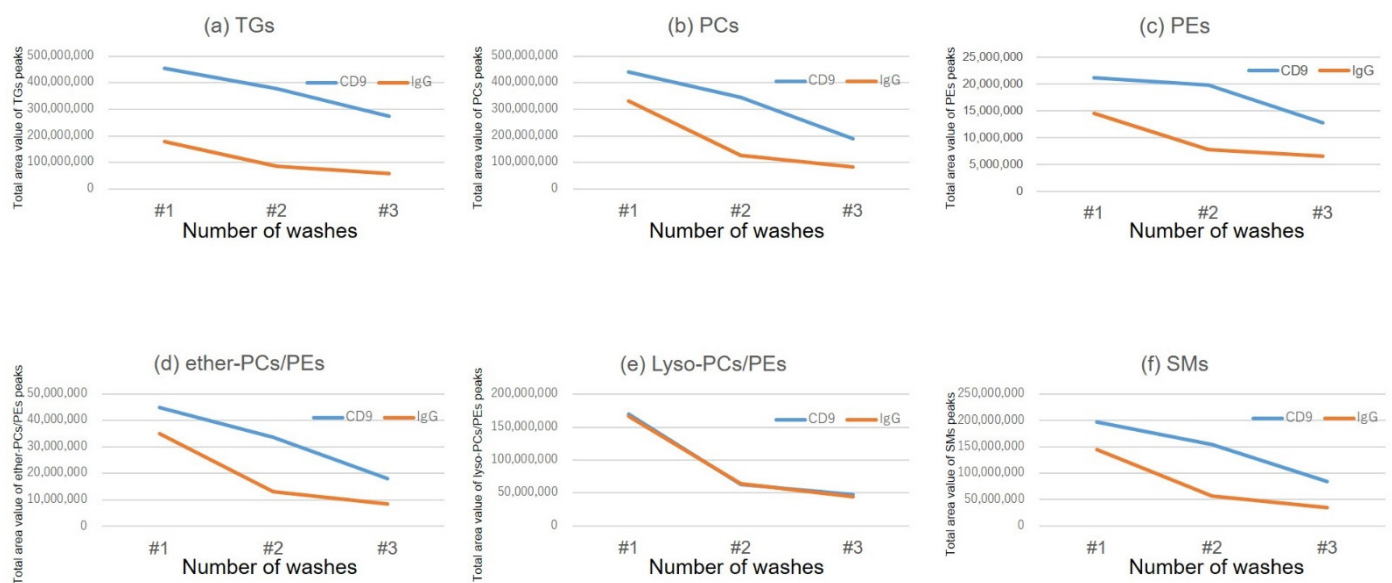 (a) TGs
Total area value of TGs peaks
500,000,000
400,000,000
300,000,000
200,000,000
100,000,000
0
CD9 IgG
#1 #2 #3
Number of washes
(b) PCs
Total area value of PCs peaks
500,000,000
400,000,000
300,000,000
200,000,000
100,000,000
0
CD9 IgG
#1 #2 #3
Number of washes
(c) PEs
Total area value of PEs peaks
25,000,000
20,000,000
15,000,000
10,000,000
5,000,000
0
CD9 IgG
#1 #2 #3
Number of washes
(d) ether-PCs/PEs
Total area value of ether-PCs/PEs peaks
50,000,000
40,000,000
30,000,000
20,000,000
10,000,000
0
CD9 IgG
#1 #2 #3
Number of washes
(e) Lyso-PCs/PEs
Total area value of lyso-PCs/PEs peaks
200,000,000
150,000,000
100,000,000
50,000,000
0
CD9 IgG
#1 #2 #3
Number of washes
(f) SMs
Total area value of SMs peaks
250,000,000
200,000,000
150,000,000
100,000,000
50,000,000
0
CD9 IgG
#1 #2 #3
Number of washes